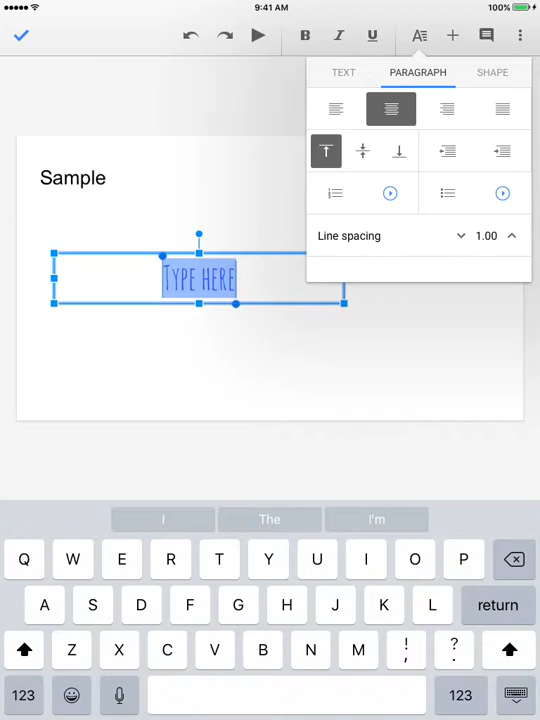 9:41 AM
100%
B I U A
TEXT PARAGRAPH SHAPE
Line spacing 1.00
Sample
TYPE HERE
I The I'm
Q W E R T Y U I O P
A S D F G H J K L return
Z X C V B N M ! , ? .
123 123